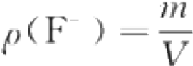 ρ(F⁻) = m/V